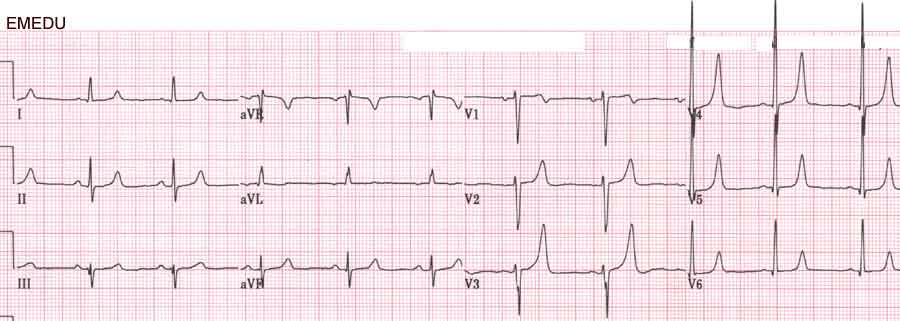 EMEDU
I aVR V1 V4
II aVL V2 V5
III aVF V3 V6